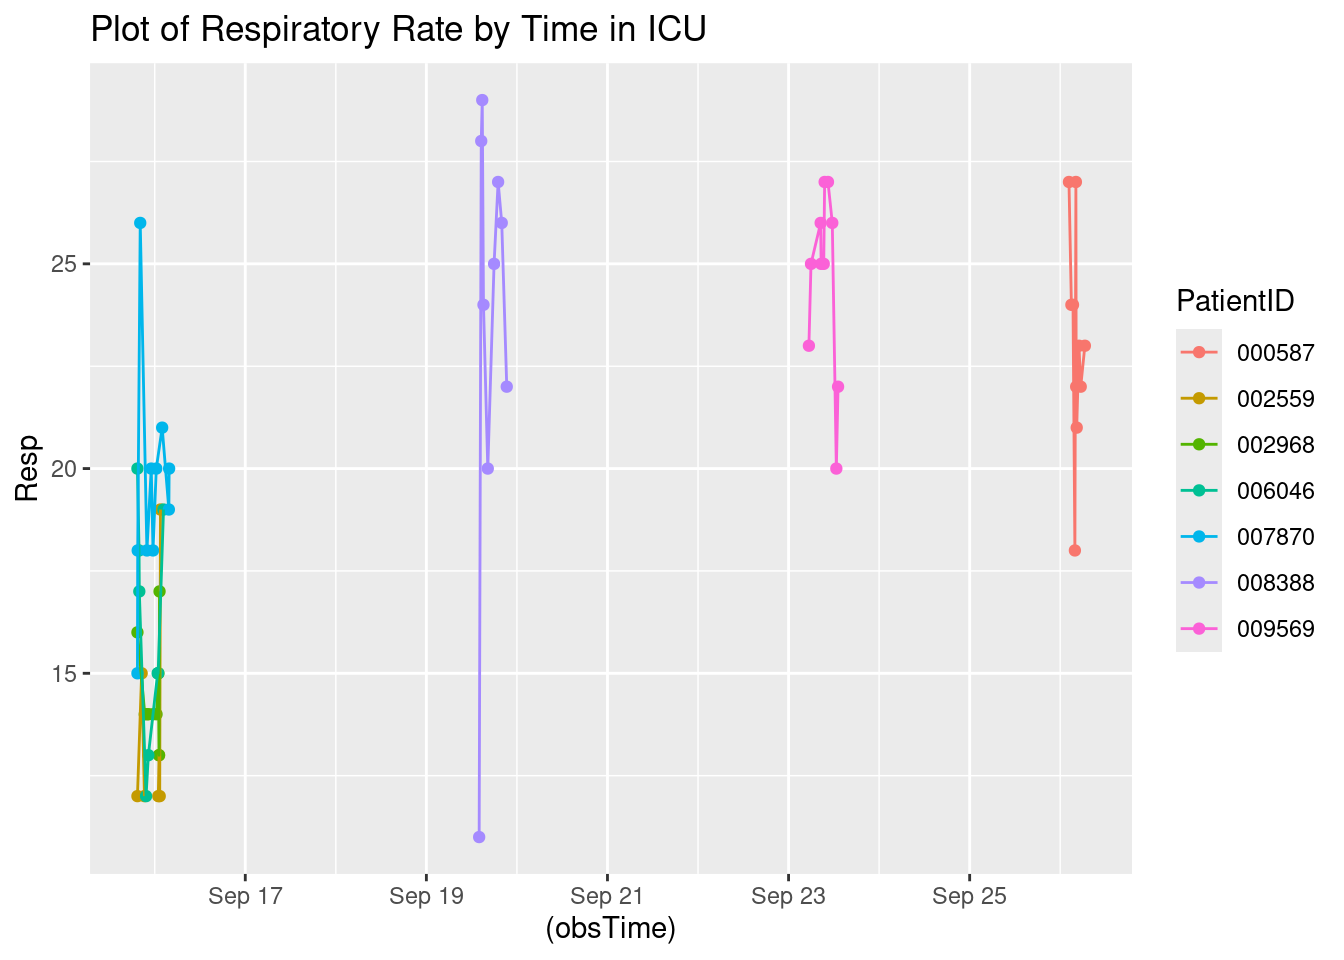 Plot of Respiratory Rate by Time in ICU
Resp
25
20
15
Sep 17
Sep 19
Sep 21
Sep 23
Sep 25
(obsTime)
PatientID
000587
002559
002968
006046
007870
008388
009569